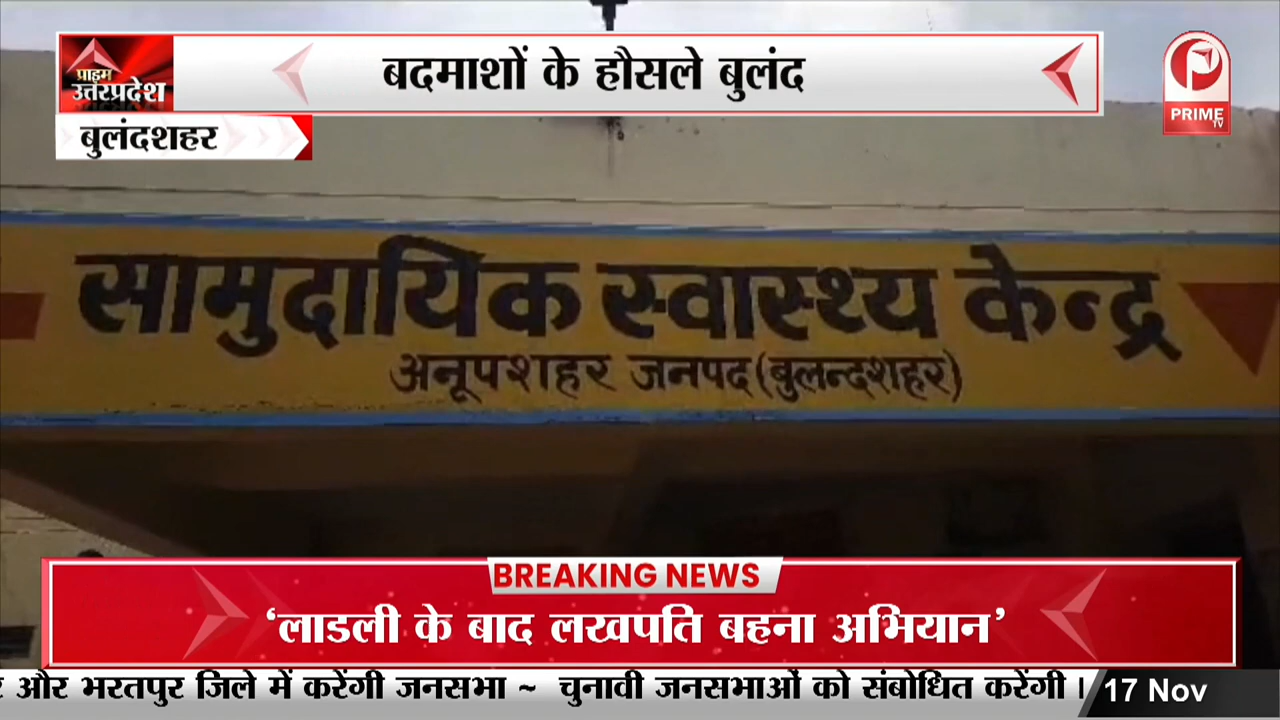 बदमाशों के हौसले बुलंद
प्राइम
उत्तरप्रदेश
बुलंदशहर
PRIME
TV
सामुदायिक स्वास्थ्य केन्द्र
अनूपशहर जनपद (बुलन्दशहर)
BREAKING NEWS
‘लाडली के बाद लखपति बहना अभियान’
और भरतपुर जिले में करेंगी जनसभा ~ चुनावी जनसभाओं को संबोधित करेंगी |
17 Nov